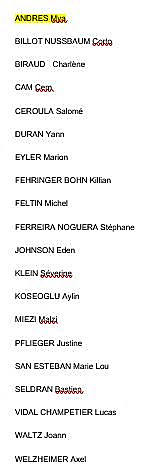 ANDRES Mya
BILLOT NUSSBAUM Corto
BIRAUD Charlène
CAM Cem
CEROULA Salomé
DURAN Yann
EYLER Marion
FEHRINGER BOHN Killian
FELTIN Michel
FERREIRA NOGUERA Stéphane
JOHNSON Eden
KLEIN Séverine
KOSEOGLU Aylin
MIEZI Malzi
PFLIEGER Justine
SAN ESTEBAN Marie Lou
SELDRAN Bastien
VIDAL CHAMPETIER Lucas
WALTZ Joann
WELZHEIMER Axel